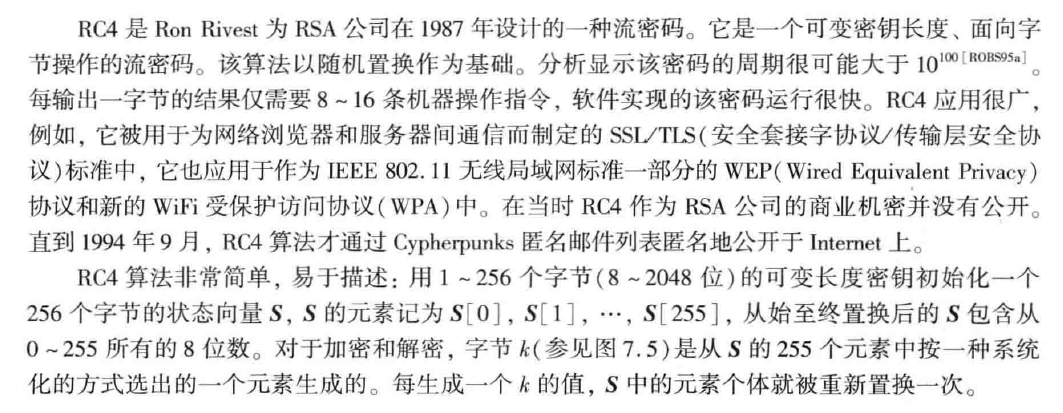 RC4 是 Ron Rivest 为 RSA 公司在 1987 年设计的一种流密码。它是一个可变密钥长度、面向字
节操作的流密码。该算法以随机置换作为基础。分析显示该密码的周期很可能大于 10^100 [ROBS95a]。
每输出一字节的结果仅需要 8 ~ 16 条机器操作指令，软件实现的该密码运行很快。RC4 应用很广，
例如，它被用于为网络浏览器和服务器间通信而制定的 SSL/TLS(安全套接字协议/传输层安全协
议)标准中，它也应用于作为 IEEE 802.11 无线局域网标准一部分的 WEP(Wired Equivalent Privacy)
协议和新的 WiFi 受保护访问协议(WPA)中。在当时 RC4 作为 RSA 公司的商业机密并没有公开。
直到 1994 年 9 月，RC4 算法才通过 Cypherpunks 匿名邮件列表匿名地公开于 Internet 上。
RC4 算法非常简单，易于描述：用 1 ~ 256 个字节(8 ~ 2048 位)的可变长度密钥初始化一个
256 个字节的状态向量 S，S 的元素记为 S[0]，S[1]，…，S[255]，从始至终置换后的 S 包含从
0 ~ 255 所有的 8 位数。对于加密和解密，字节 k(参见图 7.5)是从 S 的 255 个元素中按一种系统
化的方式选出的一个元素生成的。每生成一个 k 的值，S 中的元素个体就被重新置换一次。